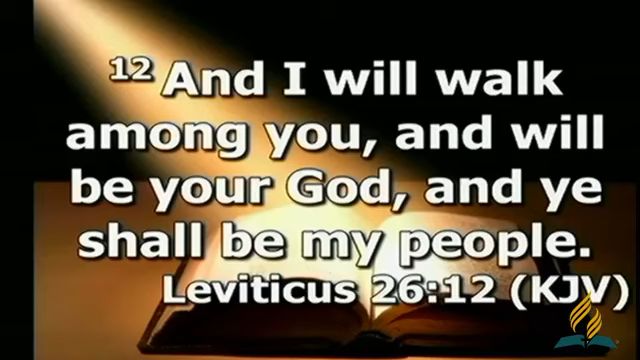 12 And I will walk
among you, and will
be your God, and ye
shall be my people.
Leviticus 26:12 (KJV)